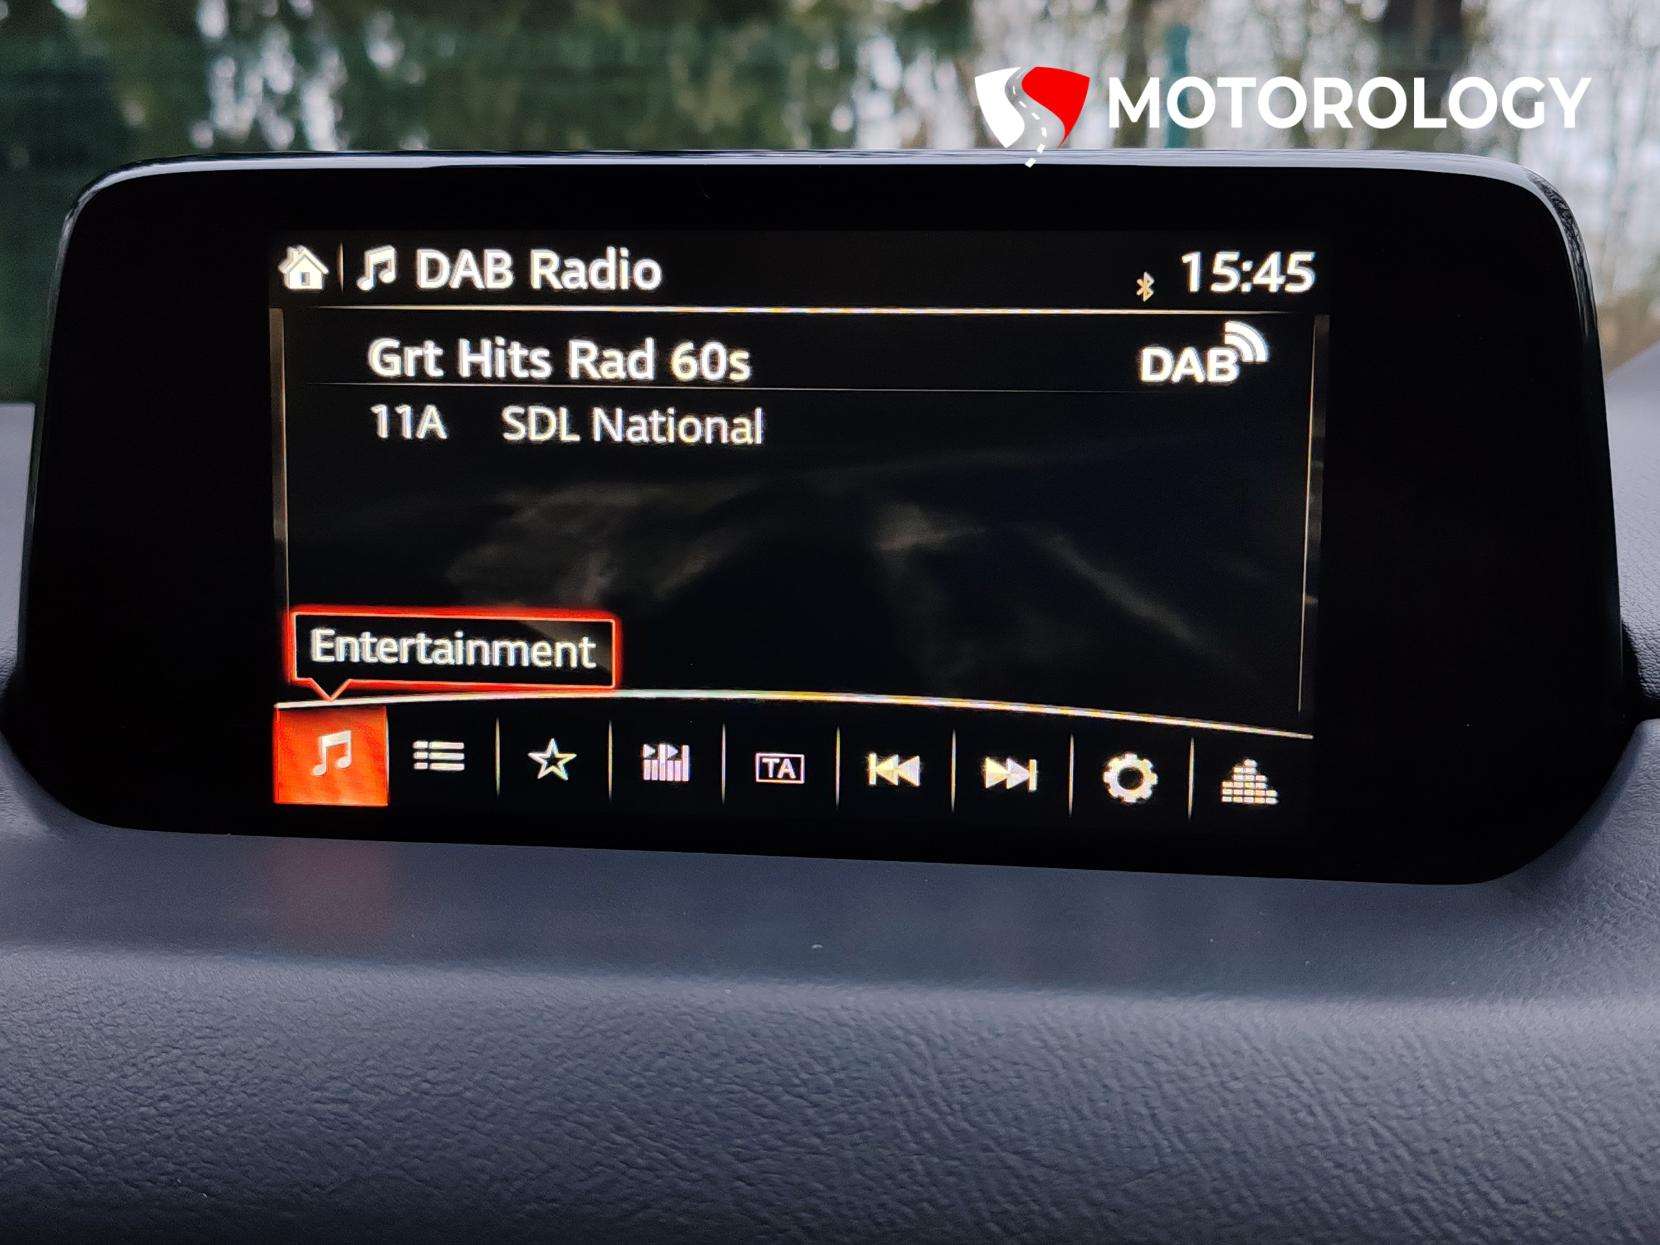 MOTOROLOGY
DAB Radio 15:45
Grt Hits Rad 60s DAB
11A SDL National
Entertainment
TA